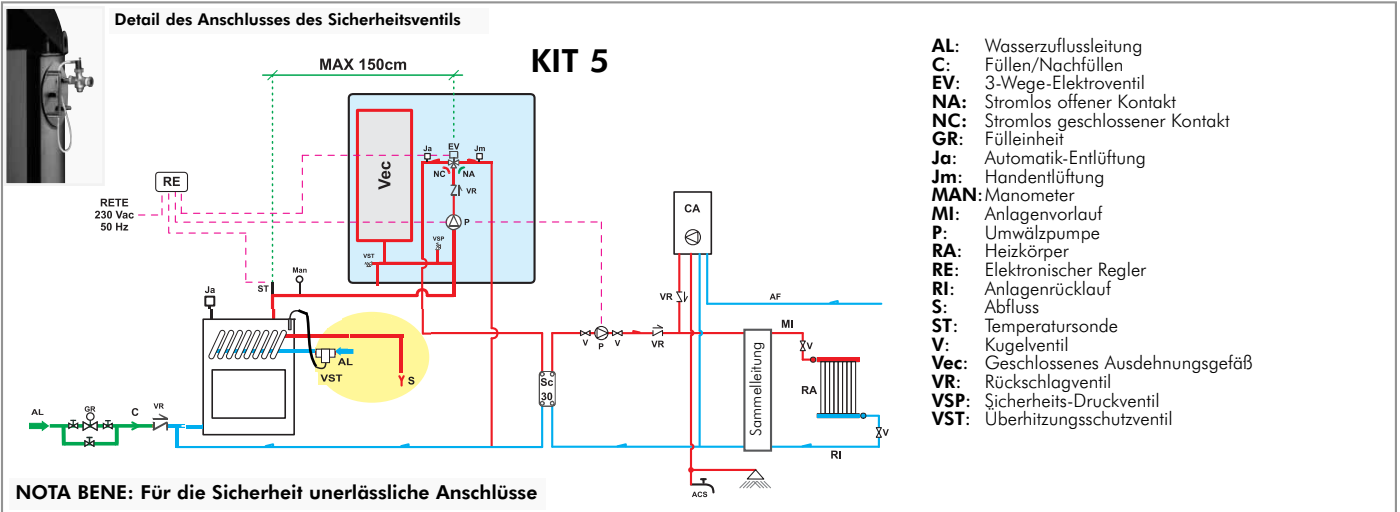 Detail des Anschlusses des Sicherheitsventils
KIT 5
MAX 150cm
Vec
Ja
EV
Jm
NC
NA
VR
P
VSP
VST
RE
RETE
230 Vac
50 Hz
ST
Man
Ja
AL
VST
S
AL
GR
C
VR
Sc
30
V
P
V
VR
VR
CA
AF
MI
Sammelleitung
V
RA
V
RI
ACS
NOTA BENE: Für die Sicherheit unerlässliche Anschlüsse
AL: Wasserzuflussleitung
C: Füllen/Nachfüllen
EV: 3-Wege-Elektroventil
NA: Stromlos offener Kontakt
NC: Stromlos geschlossener Kontakt
GR: Fülleinheit
Ja: Automatik-Entlüftung
Jm: Handentlüftung
MAN: Manometer
MI: Anlagenvorlauf
P: Umwälzpumpe
RA: Heizkörper
RE: Elektronischer Regler
RI: Anlagenrücklauf
S: Abfluss
ST: Temperatursonde
V: Kugelventil
Vec: Geschlossenes Ausdehnungsgefäß
VR: Rückschlagventil
VSP: Sicherheits-Druckventil
VST: Überhitzungsschutzventil